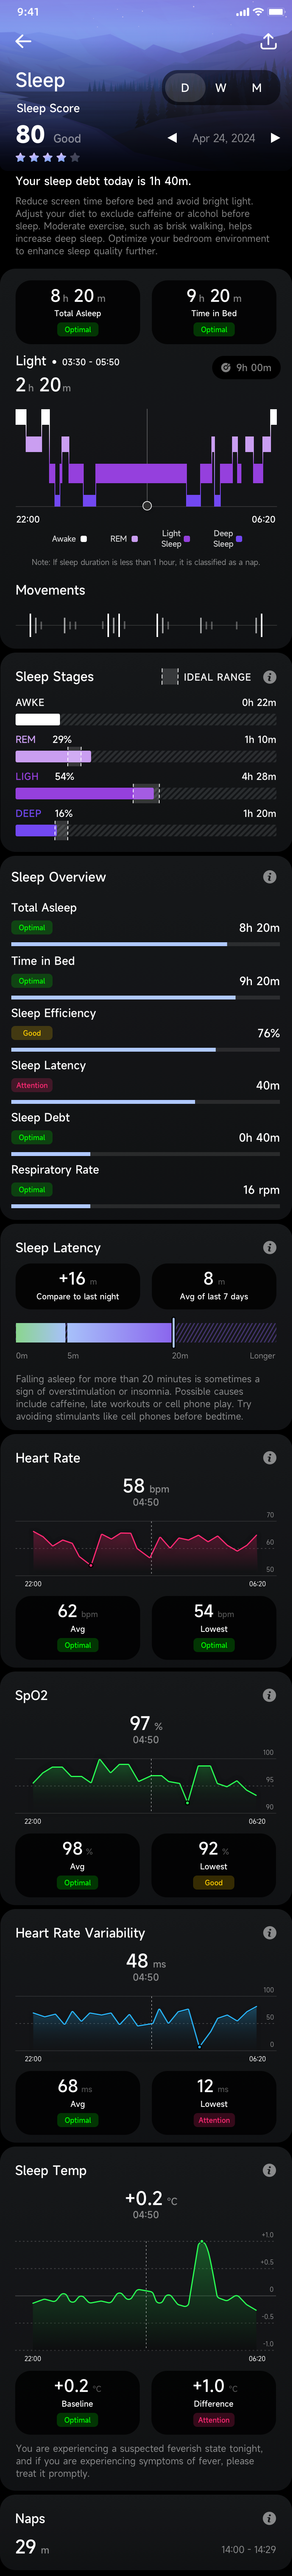 9:41
Sleep
D W M
Sleep Score
80 Good
Apr 24, 2024
Your sleep debt today is 1h 40m.
Reduce screen time before bed and avoid bright light.
Adjust your diet to exclude caffeine or alcohol before
sleep. Moderate exercise, such as brisk walking, helps
increase deep sleep. Optimize your bedroom environment
to enhance sleep quality further.
8 h 20 m
Total Asleep
Optimal
9 h 20 m
Time in Bed
Optimal
Light • 03:30 - 05:50
2 h 20 m
9h 00m
22:00 06:20
Awake REM Light Sleep Deep Sleep
Note: If sleep duration is less than 1 hour, it is classified as a nap.
Movements
Sleep Stages
IDEAL RANGE
AWKE 0h 22m
REM 29% 1h 10m
LIGH 54% 4h 28m
DEEP 16% 1h 20m
Sleep Overview
Total Asleep
Optimal 8h 20m
Time in Bed
Optimal 9h 20m
Sleep Efficiency
Good 76%
Sleep Latency
Attention 40m
Sleep Debt
Optimal 0h 40m
Respiratory Rate
Optimal 16 rpm
Sleep Latency
+16 m
Compare to last night
8 m
Avg of last 7 days
0m 5m 20m Longer
Falling asleep for more than 20 minutes is sometimes a
sign of overstimulation or insomnia. Possible causes
include caffeine, late workouts or cell phone play. Try
avoiding stimulants like cell phones before bedtime.
Heart Rate
58 bpm
04:50
70
60
50
22:00 06:20
62 bpm
Avg
Optimal
54 bpm
Lowest
Optimal
SpO2
97 %
04:50
100
95
90
22:00 06:20
98 %
Avg
Optimal
92 %
Lowest
Good
Heart Rate Variability
48 ms
04:50
100
50
0
22:00 06:20
68 ms
Avg
Optimal
12 ms
Lowest
Attention
Sleep Temp
+0.2 °C
04:50
+1.0
+0.5
0
-0.5
-1.0
22:00 06:20
+0.2 °C
Baseline
Optimal
+1.0 °C
Difference
Attention
You are experiencing a suspected feverish state tonight,
and if you are experiencing symptoms of fever, please
treat it promptly.
Naps
29 m
14:00 - 14:29